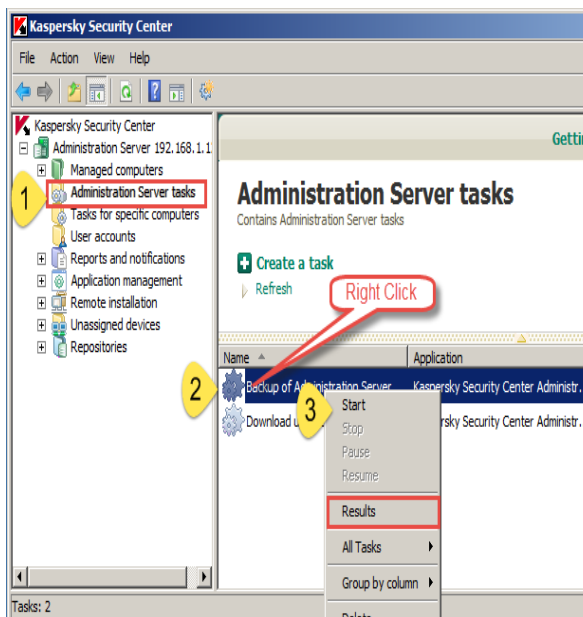 Kaspersky Security Center
File Action View Help
Kaspersky Security Center
Administration Server 192.168.1.1
Managed computers
1
Administration Server tasks
Tasks for specific computers
User accounts
Reports and notifications
Application management
Remote installation
Unassigned devices
Repositories
Getti
Administration Server tasks
Contains Administration Server tasks
Create a task
Refresh
Right Click
Name Application
2
Backup of Administration Server Kaspersky Security Center Administr.
Download u rsky Security Center Administr.
3
Start
Stop
Pause
Resume
Results
All Tasks
Group by column
Delete
Tasks: 2